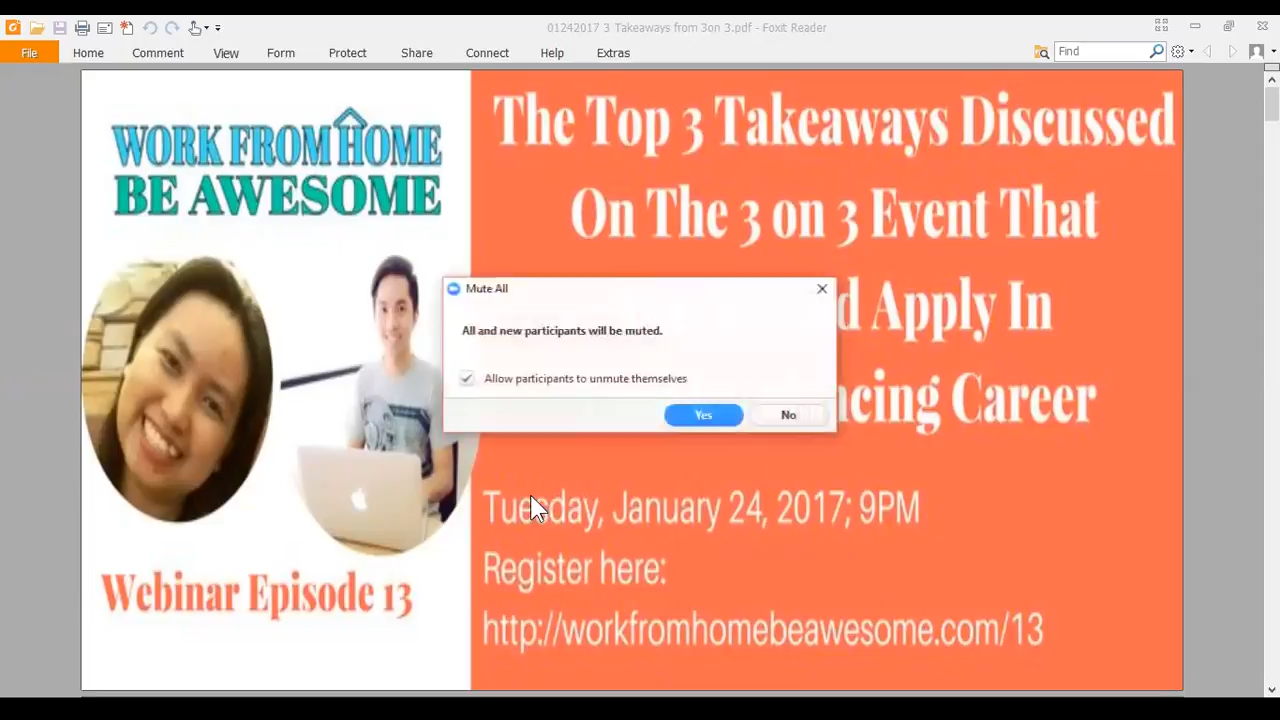 01242017 3 Takeaways from 3on 3.pdf - Foxit Reader
File Home Comment View Form Protect Share Connect Help Extras Find
WORK FROM HOME
BE AWESOME
Webinar Episode 13
The Top 3 Takeaways Discussed
On The 3 on 3 Event That
d Apply In
ncing Career
Tuesday, January 24, 2017; 9PM
Register here:
http://workfromhomebeawesome.com/13
Mute All
All and new participants will be muted.
Allow participants to unmute themselves
Yes No